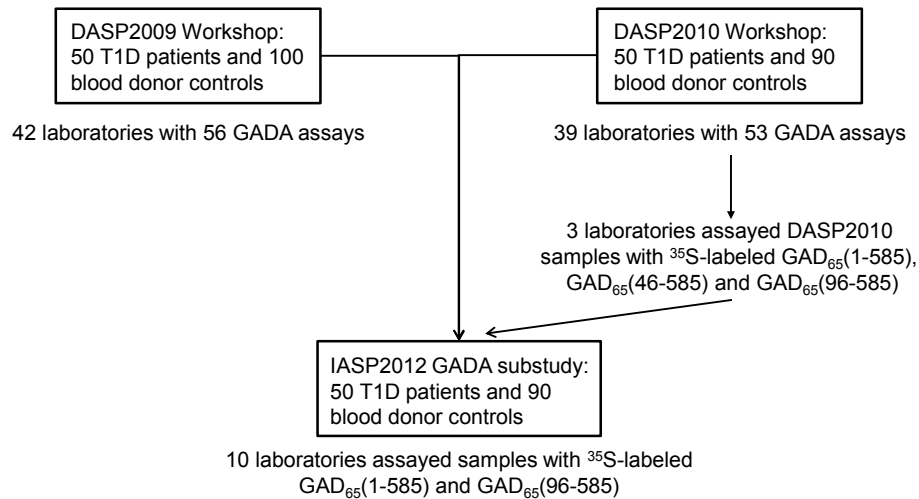 DASP2009 Workshop:
50 T1D patients and 100
blood donor controls
42 laboratories with 56 GADA assays
DASP2010 Workshop:
50 T1D patients and 90
blood donor controls
39 laboratories with 53 GADA assays
3 laboratories assayed DASP2010
samples with ³⁵S-labeled GAD₆₅(1-585),
GAD₆₅(46-585) and GAD₆₅(96-585)
IASP2012 GADA substudy:
50 T1D patients and 90
blood donor controls
10 laboratories assayed samples with ³⁵S-labeled
GAD₆₅(1-585) and GAD₆₅(96-585)